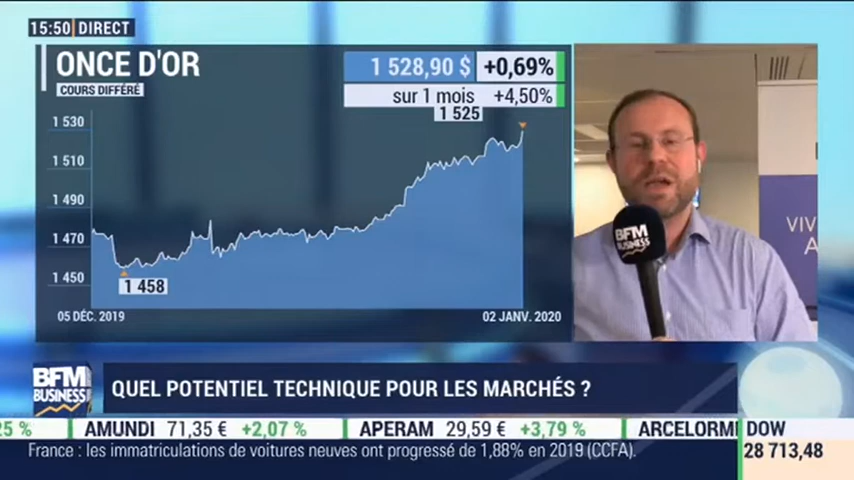 15:50 DIRECT
ONCE D'OR
COURS DIFFÉRÉ
1 528,90 $ +0,69%
sur 1 mois +4,50%
1 525
1 530
1 510
1 490
1 470
1 450
1 458
05 DÉC. 2019 02 JANV. 2020
VIV
A
BFM
BUSINESS
BFM
BUSINESS
QUEL POTENTIEL TECHNIQUE POUR LES MARCHÉS ?
25 % AMUNDI 71,35 € +2,07 % APERAM 29,59 € +3,79 % ARCELORMI
DOW
28 713,48
France : les immatriculations de voitures neuves ont progressé de 1,88% en 2019 (CCFA).